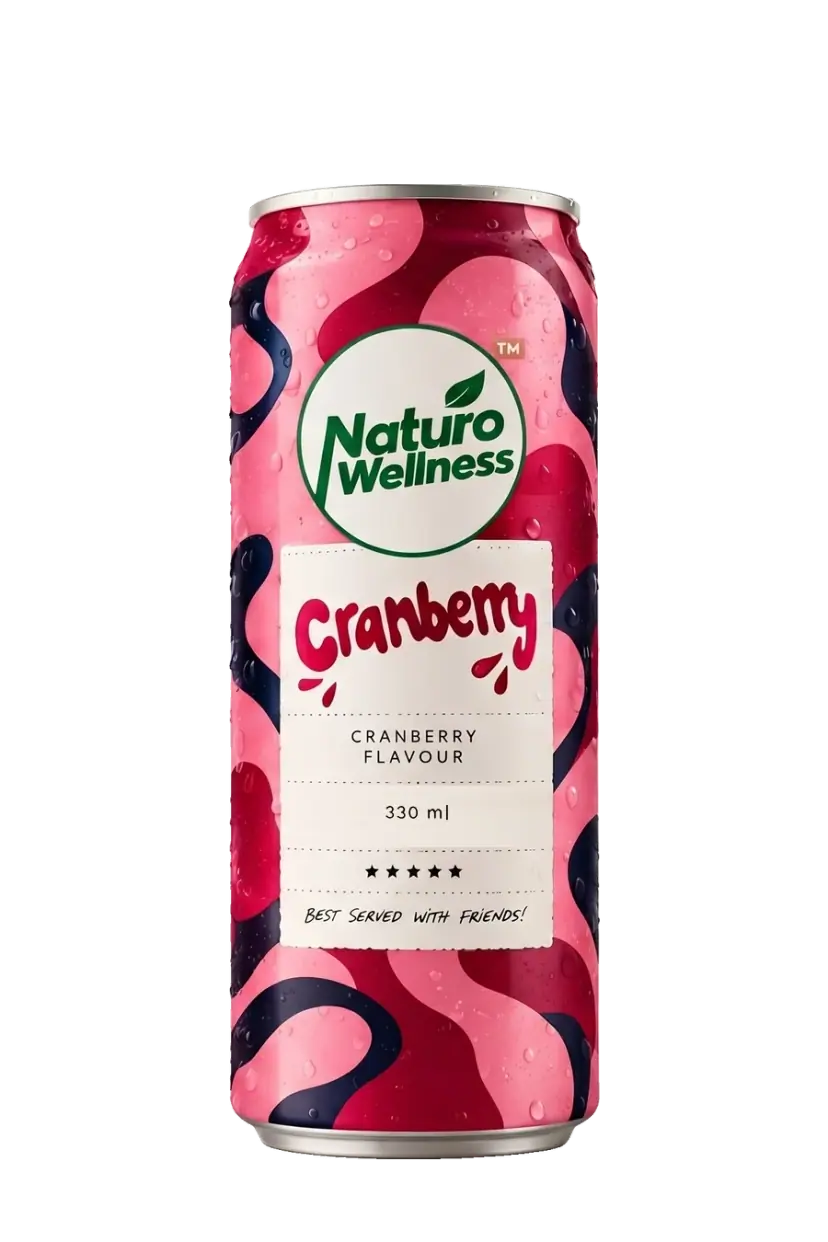 TM
Naturo
Wellness
Cranberry
CRANBERRY
FLAVOUR
330 ml
★★★★★
BEST SERVED WITH FRIENDS!